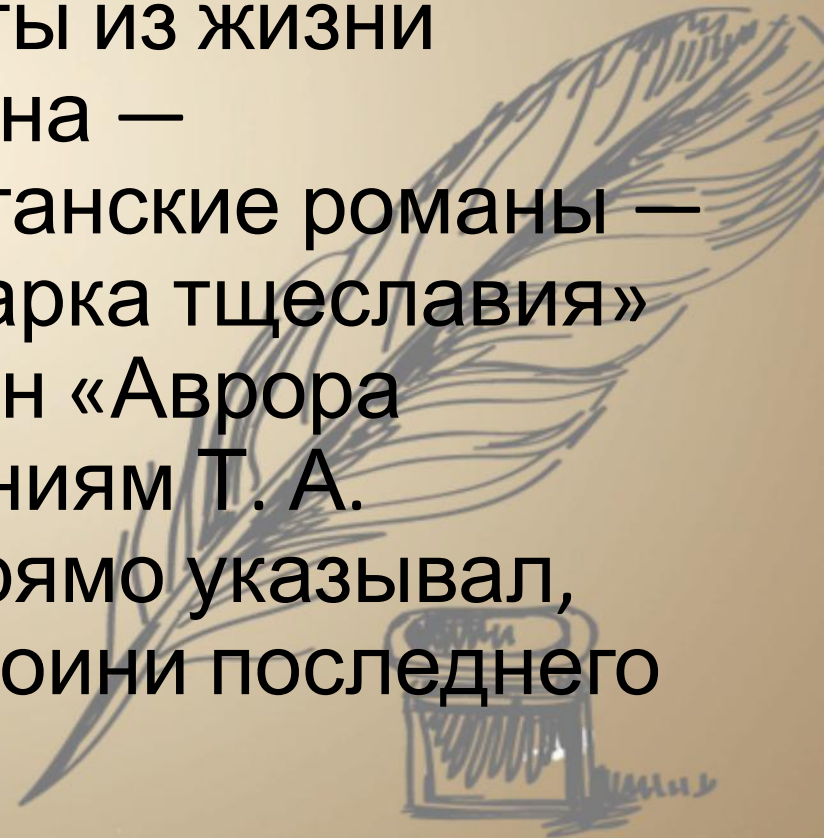 ты из жизни
на —
танские романы —
арка тщеславия»
н «Аврора
ниям Т. А.
рямо указывал,
оини последнего